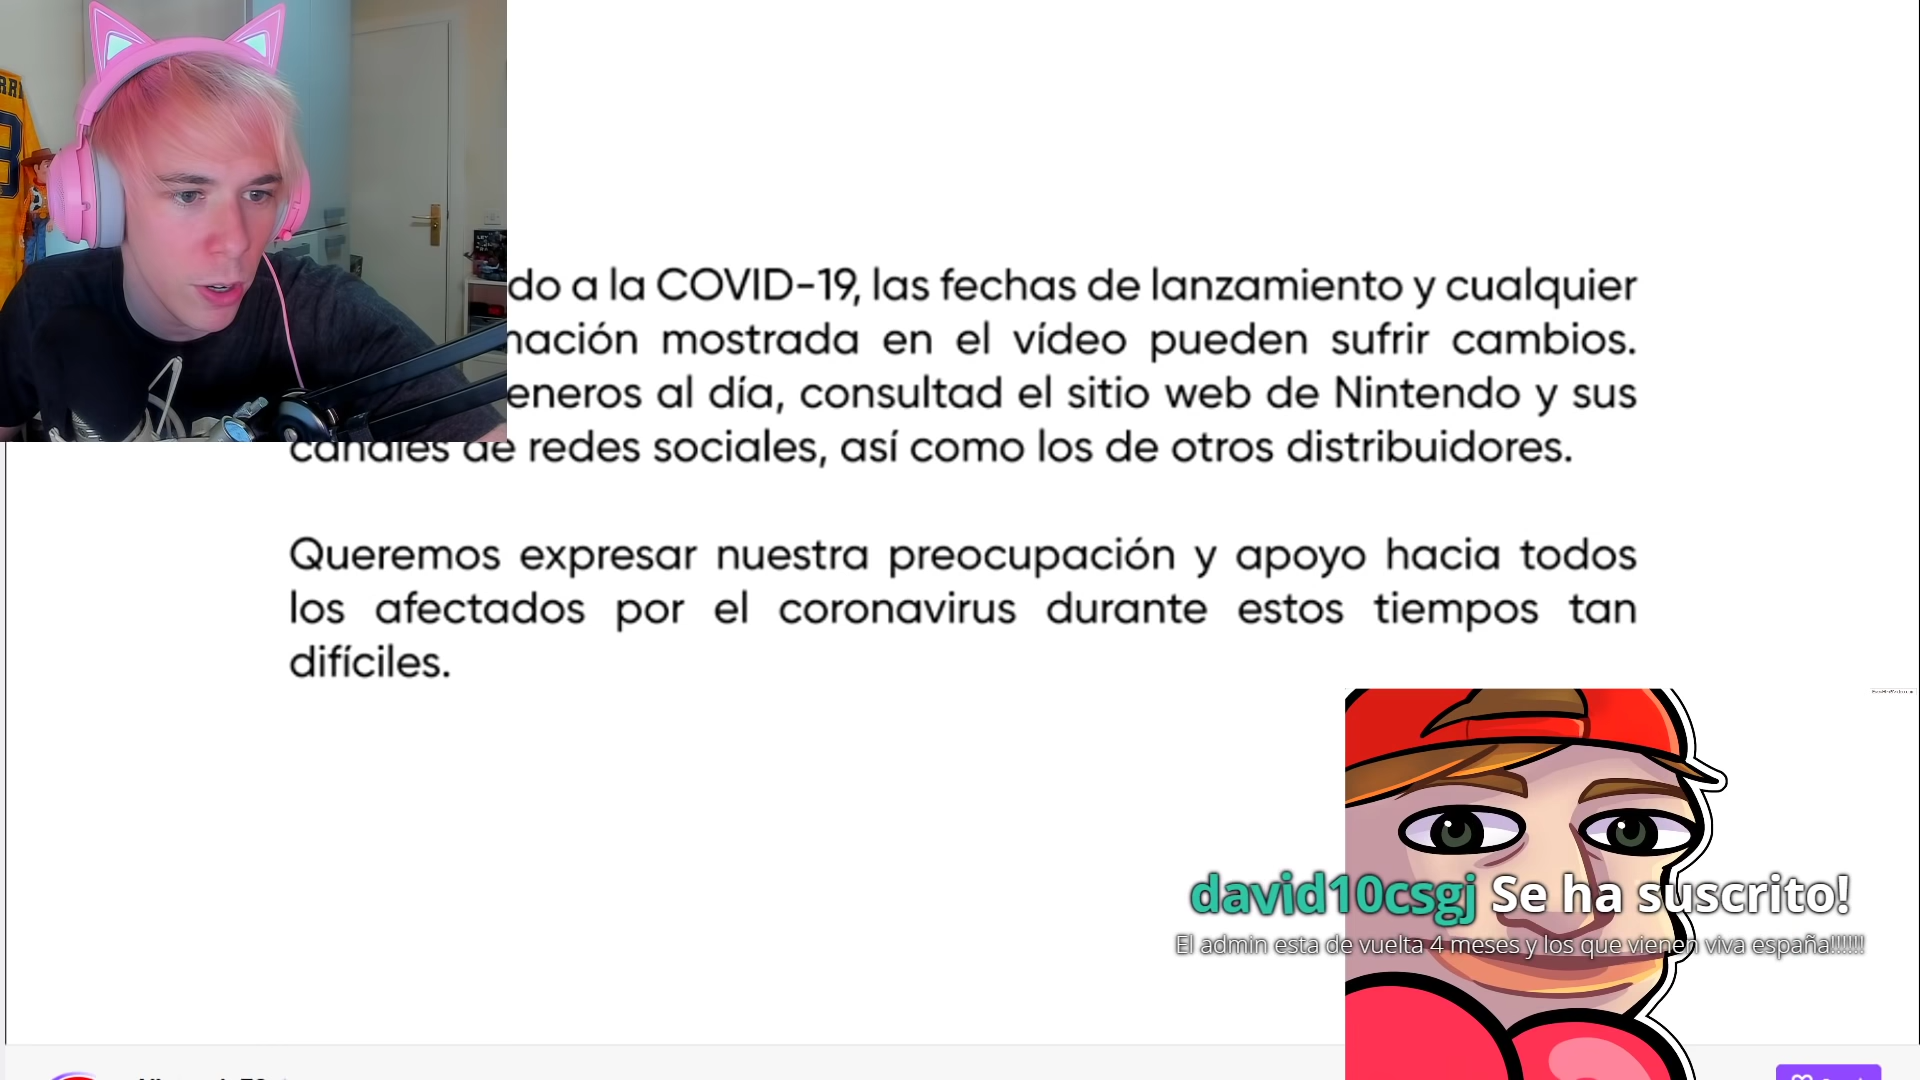 do a la COVID-19, las fechas de lanzamiento y cualquier
mación mostrada en el vídeo pueden sufrir cambios.
eneros al día, consultad el sitio web de Nintendo y sus
canales de redes sociales, así como los de otros distribuidores.
Queremos expresar nuestra preocupación y apoyo hacia todos
los afectados por el coronavirus durante estos tiempos tan
difíciles.
david10csgj Se ha suscrito!
El admin esta de vuelta 4 meses y los que vienen viva españa!!!!!!